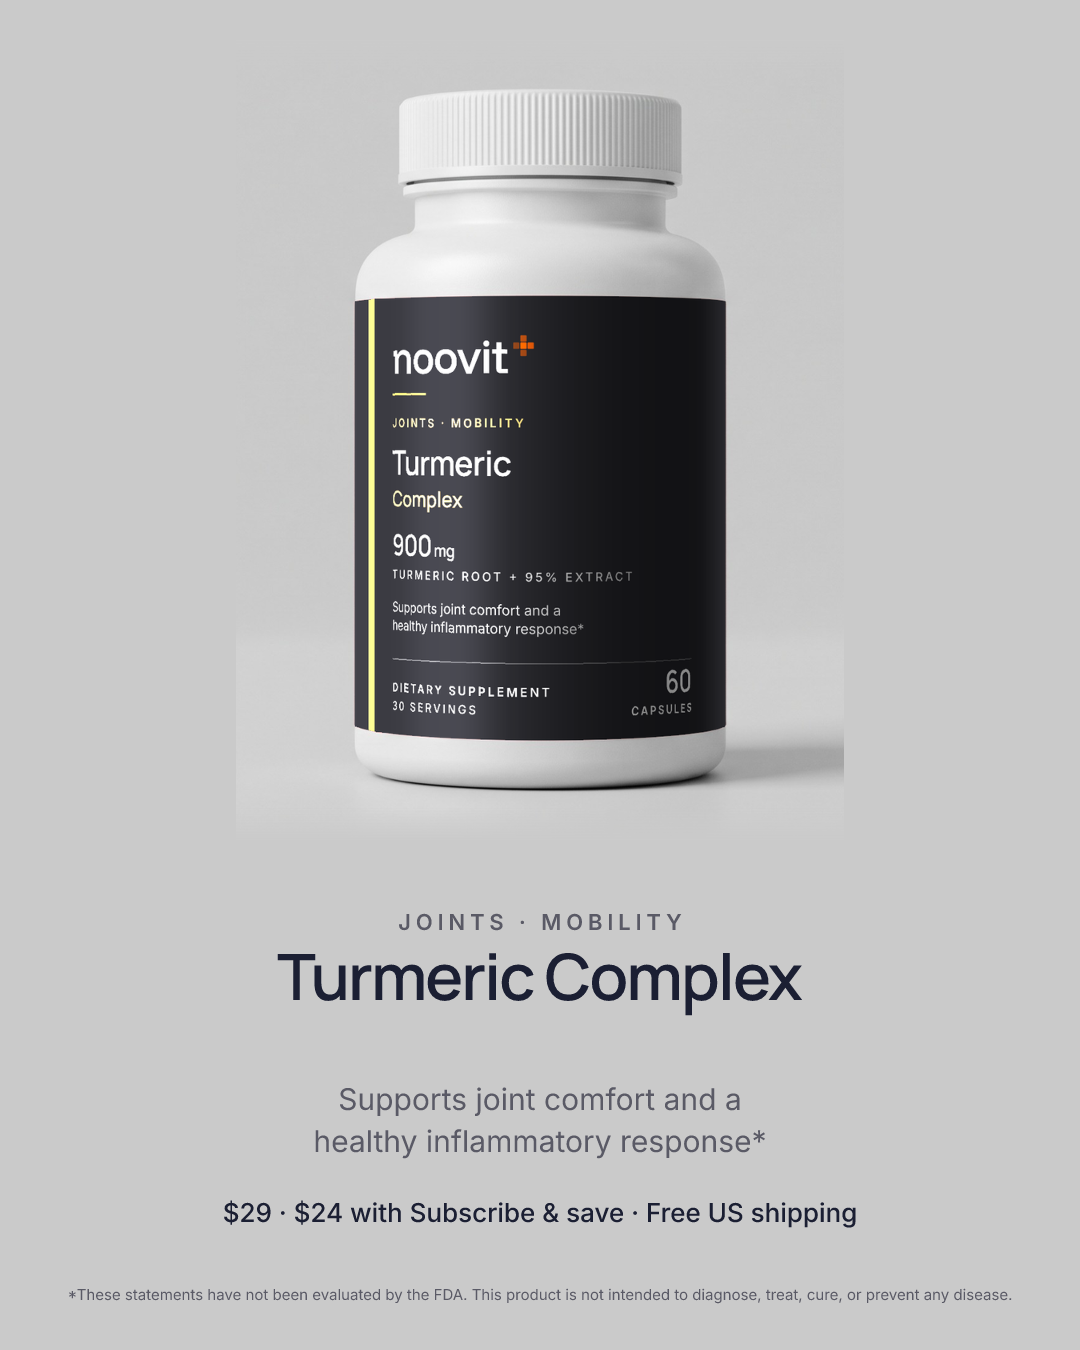 noovit
JOINTS · MOBILITY
Turmeric
Complex
900 mg
TURMERIC ROOT + 95% EXTRACT
Supports joint comfort and a
healthy inflammatory response*
DIETARY SUPPLEMENT
30 SERVINGS
60
CAPSULES
JOINTS · MOBILITY
Turmeric Complex
Supports joint comfort and a
healthy inflammatory response*
$29 · $24 with Subscribe & save · Free US shipping
*These statements have not been evaluated by the FDA. This product is not intended to diagnose, treat, cure, or prevent any disease.